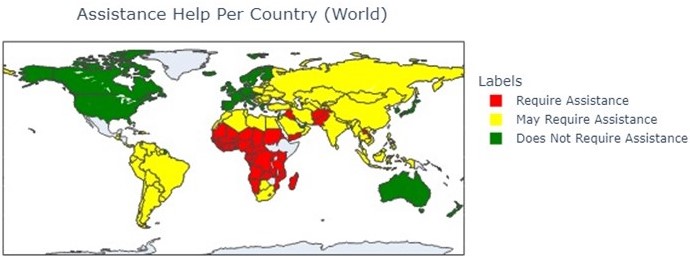 Assistance Help Per Country (World)
Labels
Require Assistance
May Require Assistance
Does Not Require Assistance